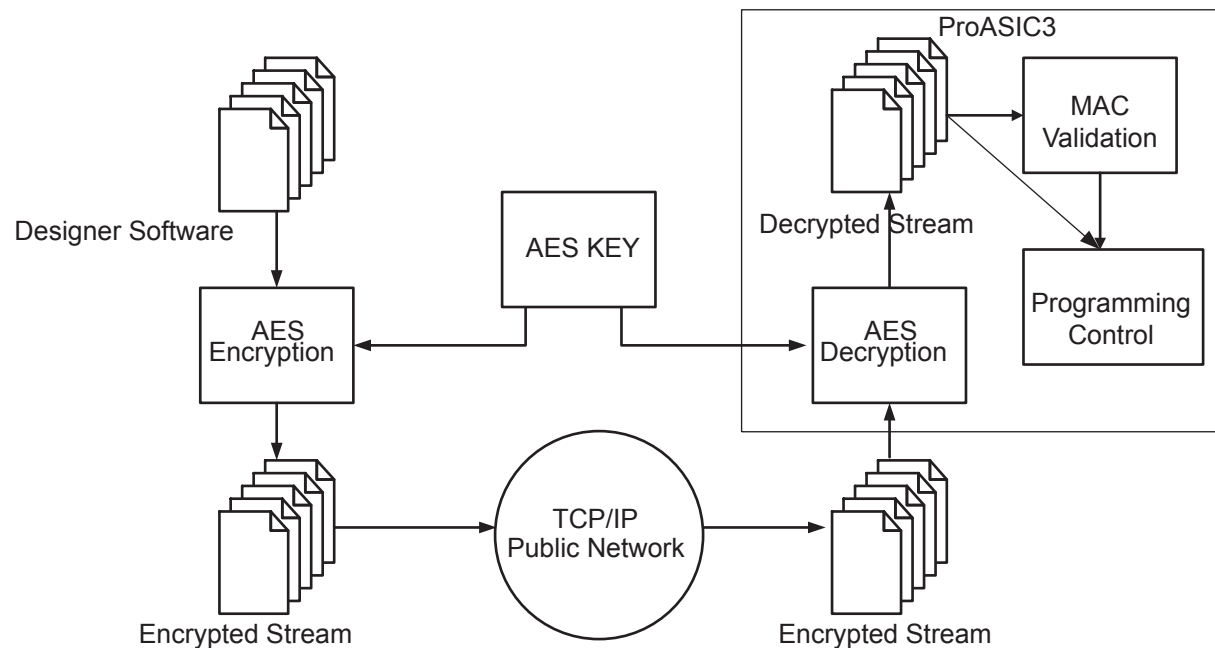 ProASIC3
MAC
Validation
Designer Software
AES KEY
Decrypted Stream
Programming
Control
AES
Encryption
AES
Decryption
TCP/IP
Public Network
Encrypted Stream
Encrypted Stream